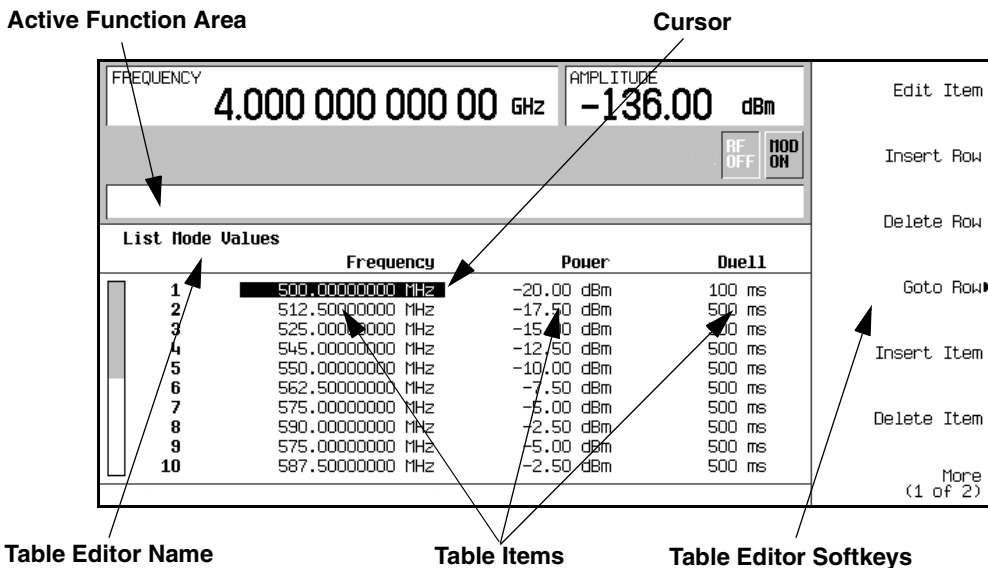 Active Function Area
Cursor
FREQUENCY
4.000 000 000 00 GHz
AMPLITUDE
-136.00 dBm
RF OFF
MOD ON
Edit Item
Insert Row
Delete Row
Goto Row
Insert Item
Delete Item
More
(1 of 2)
List Mode Values
Frequency Power Dwell
1 500.00000000 MHz -20.00 dBm 100 ms
2 512.50000000 MHz -17.50 dBm 500 ms
3 525.00000000 MHz -15.00 dBm 500 ms
4 545.00000000 MHz -12.50 dBm 500 ms
5 550.00000000 MHz -10.00 dBm 500 ms
6 562.50000000 MHz -7.50 dBm 500 ms
7 575.00000000 MHz -5.00 dBm 500 ms
8 590.00000000 MHz -2.50 dBm 500 ms
9 575.00000000 MHz -5.00 dBm 500 ms
10 587.50000000 MHz -2.50 dBm 500 ms
Table Editor Name
Table Items
Table Editor Softkeys